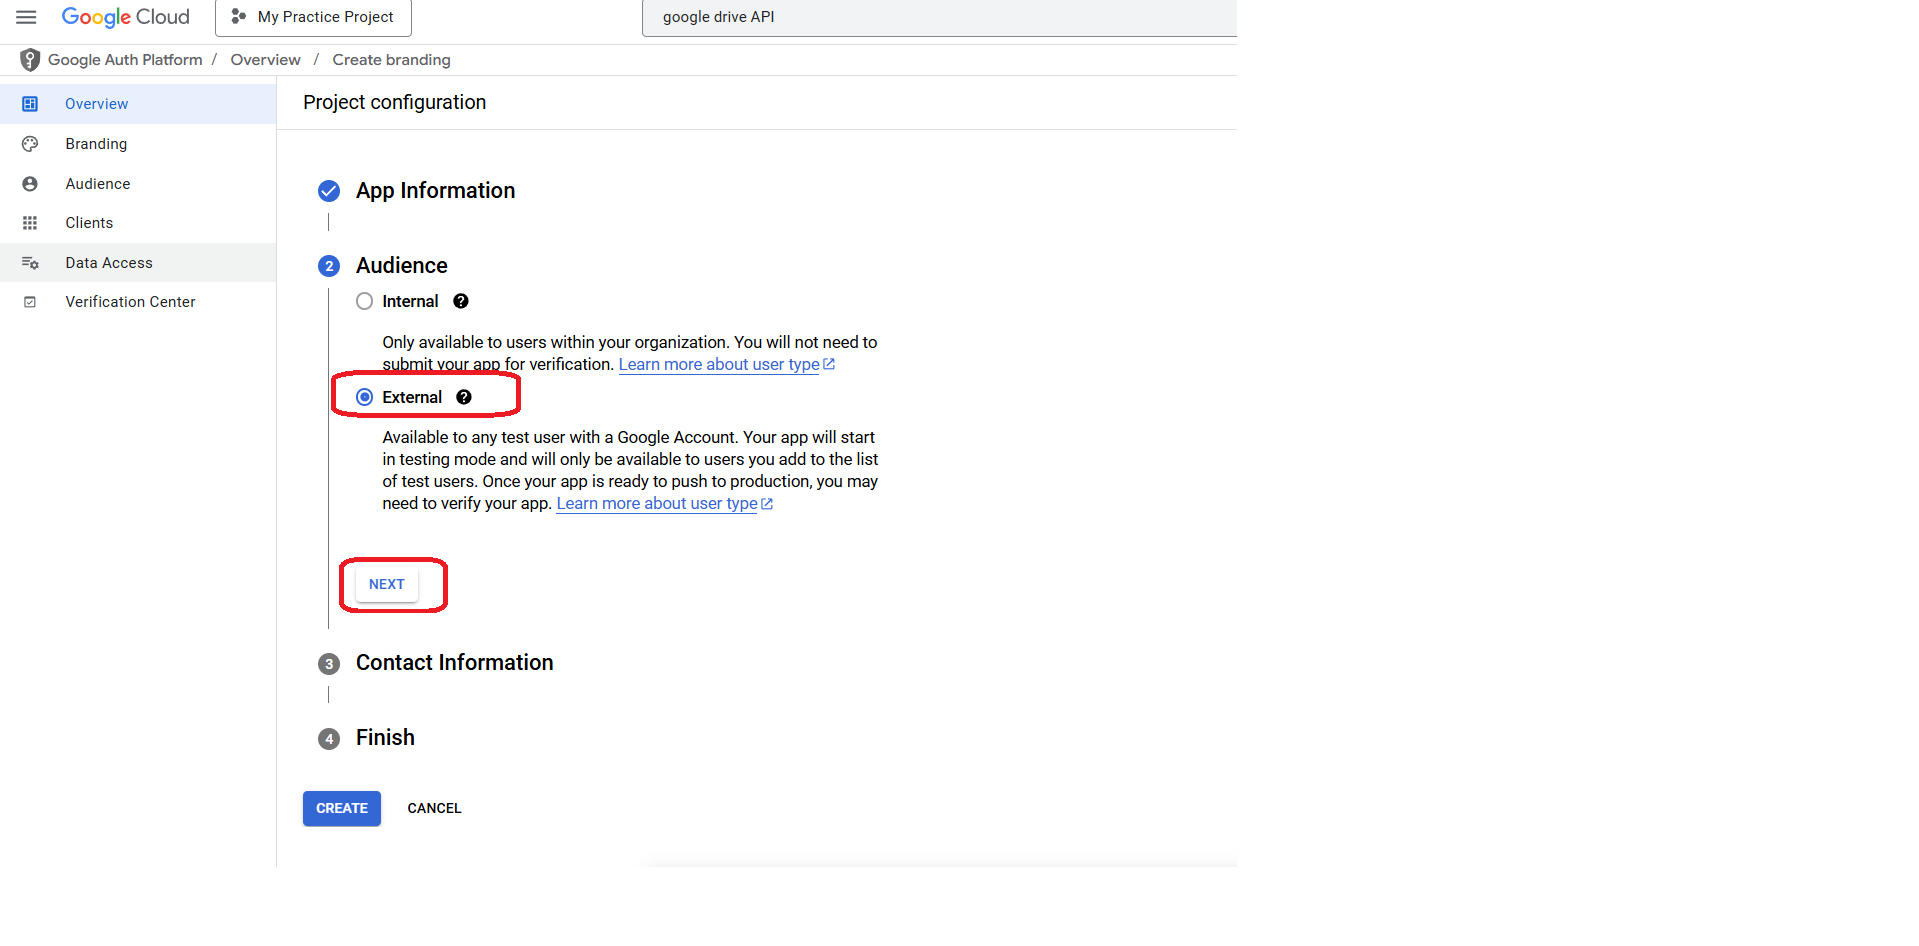 Google Cloud
My Practice Project
google drive API
Google Auth Platform / Overview / Create branding
Overview
Branding
Audience
Clients
Data Access
Verification Center
Project configuration
App Information
2 Audience
Internal ?
Only available to users within your organization. You will not need to
submit your app for verification. Learn more about user type
External ?
Available to any test user with a Google Account. Your app will start
in testing mode and will only be available to users you add to the list
of test users. Once your app is ready to push to production, you may
need to verify your app. Learn more about user type
NEXT
3 Contact Information
4 Finish
CREATE
CANCEL